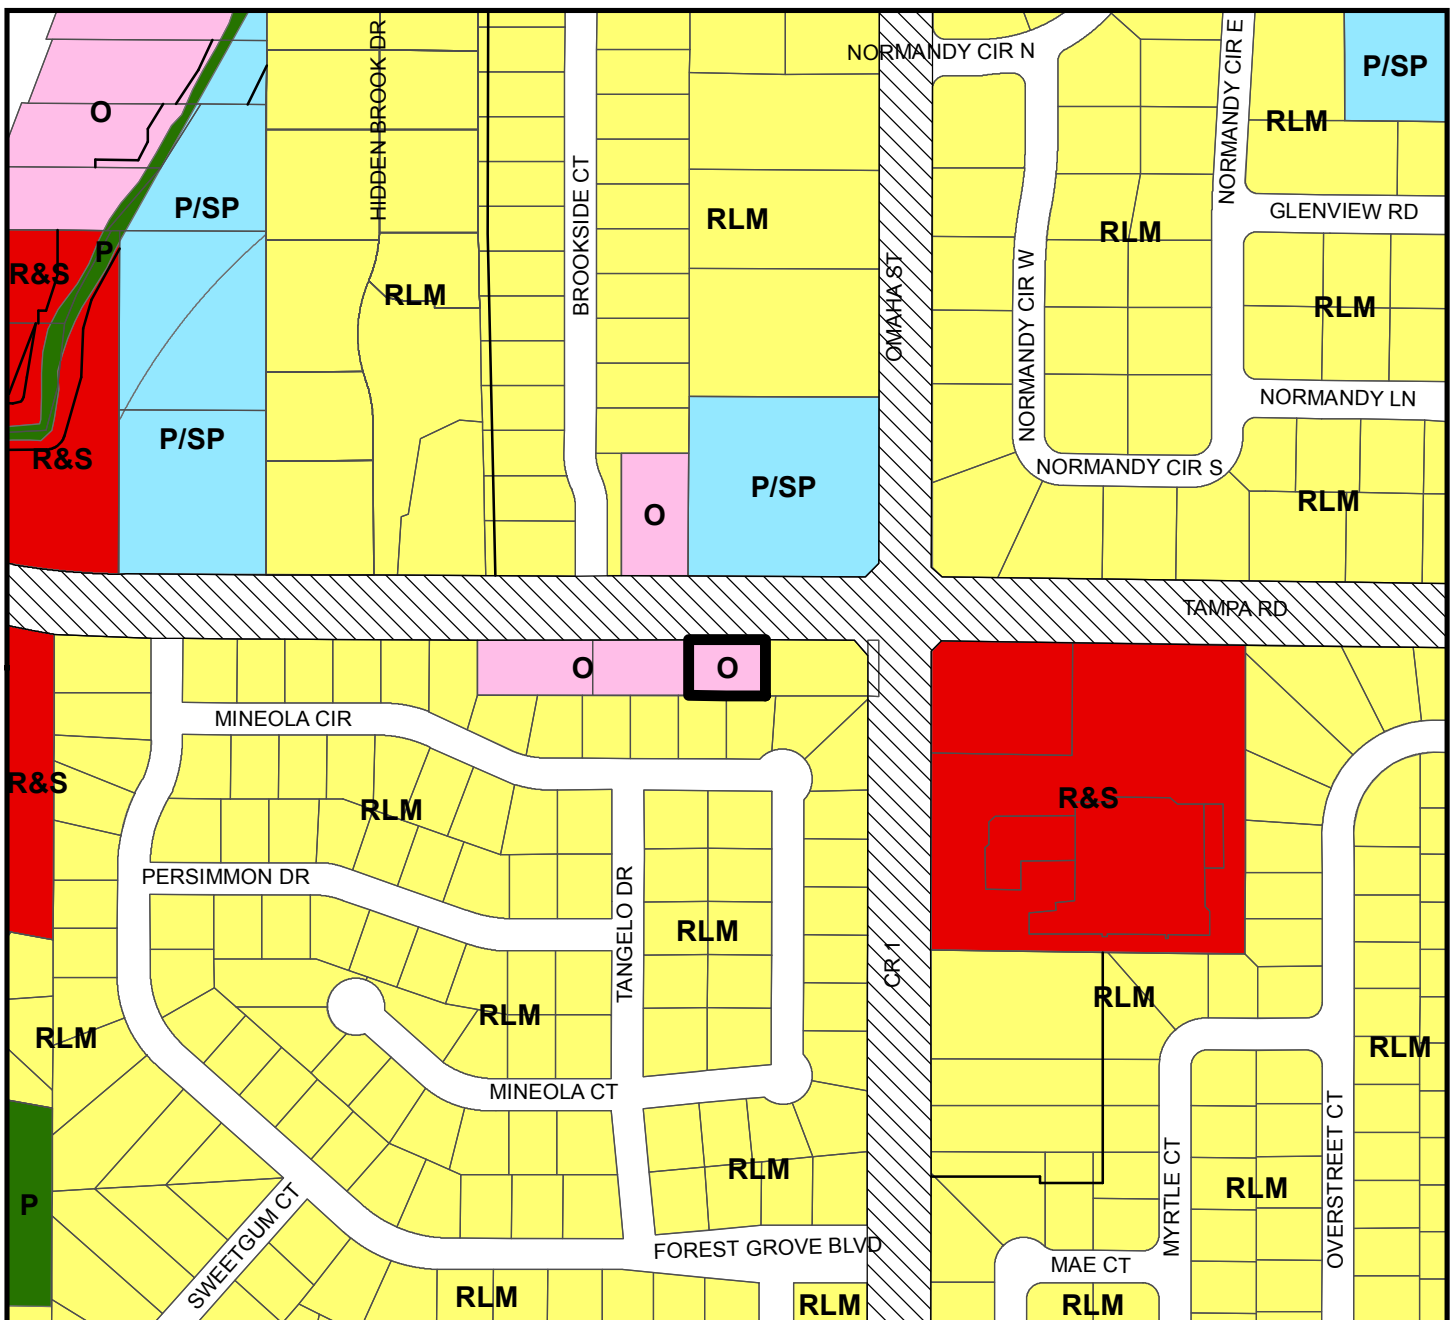 NORMANDY CIR N
HIDDEN BROOK DR
NORMANDY CIR E
P/SP
O
RLM
BROOKSIDE CT
P/SP
RLM
GLENVIEW RD
RLM
P
R&S
OMAHA ST
RLM
NORMANDY CIR W
RLM
NORMANDY LN
P/SP
R&S
NORMANDY CIR S
P/SP
RLM
O
TAMPA RD
O
O
MINEOLA CIR
R&S
RLM
R&S
PERSIMMON DR
TANGELO DR
RLM
CR 1
RLM
RLM
RLM
RLM
MINEOLA CT
OVERSTREET CT
RLM
MYRTLE CT
RLM
P
SWEETGUM CT
FOREST GROVE BLVD
MAE CT
RLM
RLM
RLM